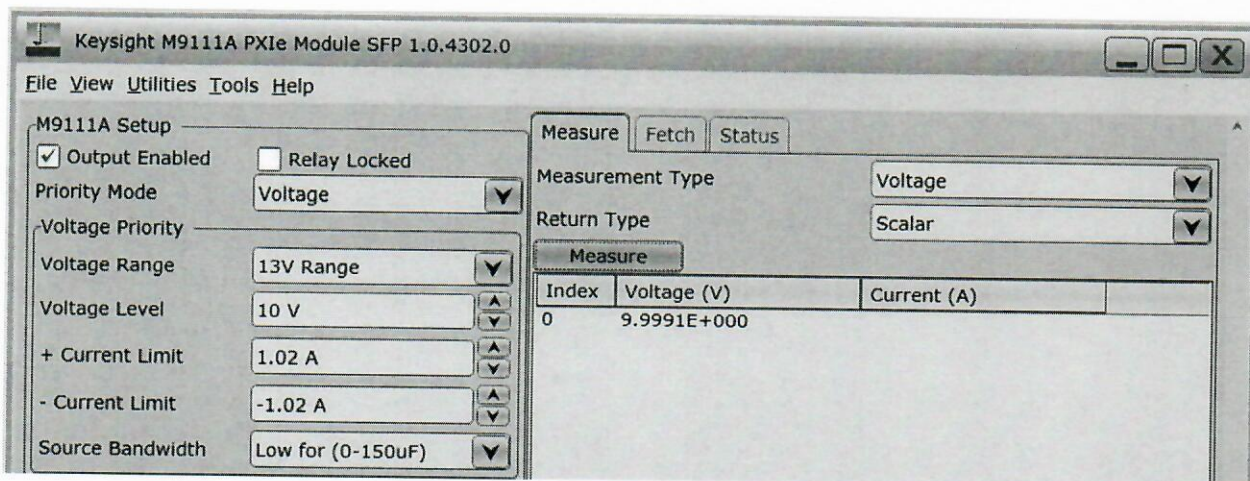 Keysight M9111A PXIe Module SFP 1.0.4302.0
File View Utilities Tools Help
M9111A Setup
Output Enabled
Relay Locked
Priority Mode
Voltage
Voltage Priority
Voltage Range
13V Range
Voltage Level
10 V
+ Current Limit
1.02 A
- Current Limit
-1.02 A
Source Bandwidth
Low for (0-150uF)
Measure Fetch Status
Measurement Type
Voltage
Return Type
Scalar
Measure
Index Voltage (V) Current (A)
0 9.9991E+000